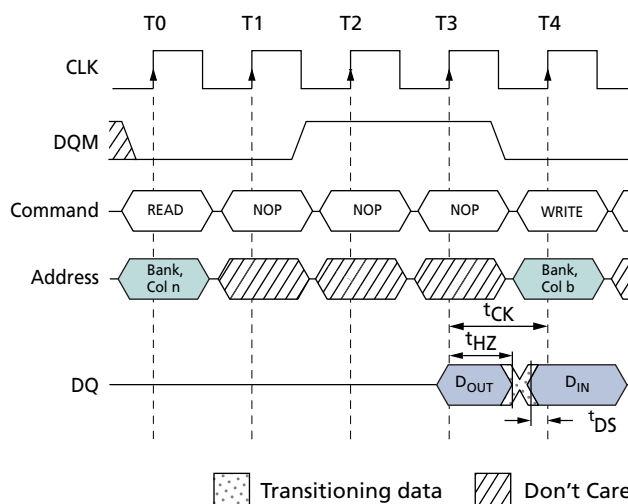 T0 T1 T2 T3 T4
CLK
DQM
Command READ NOP NOP NOP WRITE
Address Bank, Col n Bank, Col b
tCK
tHZ
DQ DOUT DIN
tDS
Transitioning data Don't Care